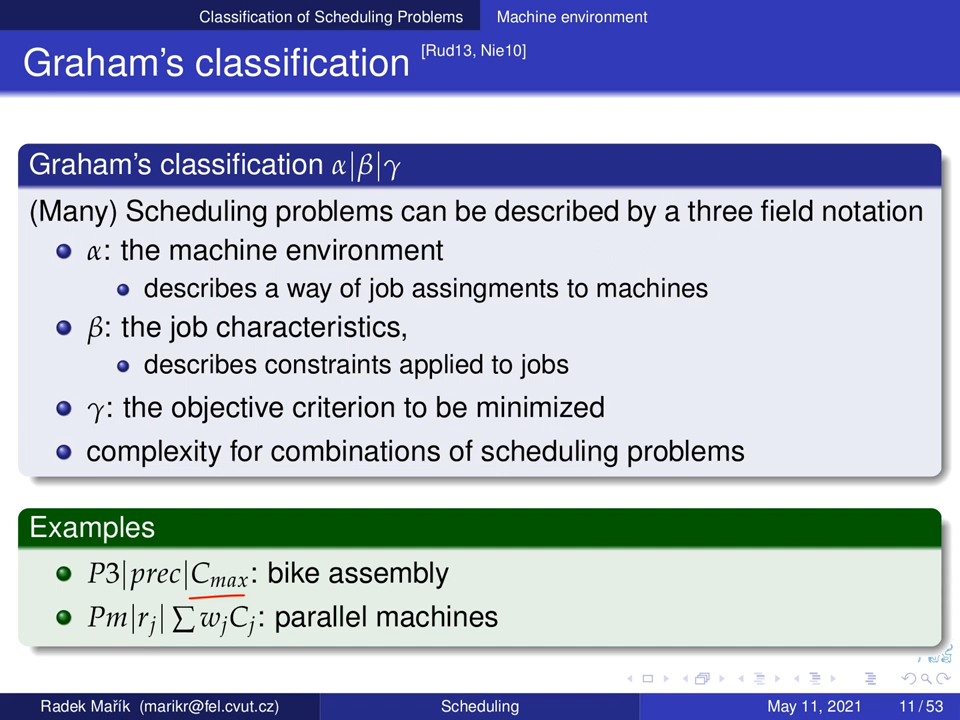 Classification of Scheduling Problems Machine environment
Graham's classification [Rud13, Nie10]
Graham's classification α|β|γ
(Many) Scheduling problems can be described by a three field notation
α: the machine environment
describes a way of job assingments to machines
β: the job characteristics,
describes constraints applied to jobs
γ: the objective criterion to be minimized
complexity for combinations of scheduling problems
Examples
P3|prec|Cmax: bike assembly
Pm|rj| ∑ wjCj: parallel machines
Radek Mařík (marikr@fel.cvut.cz) Scheduling May 11, 2021 11 / 53